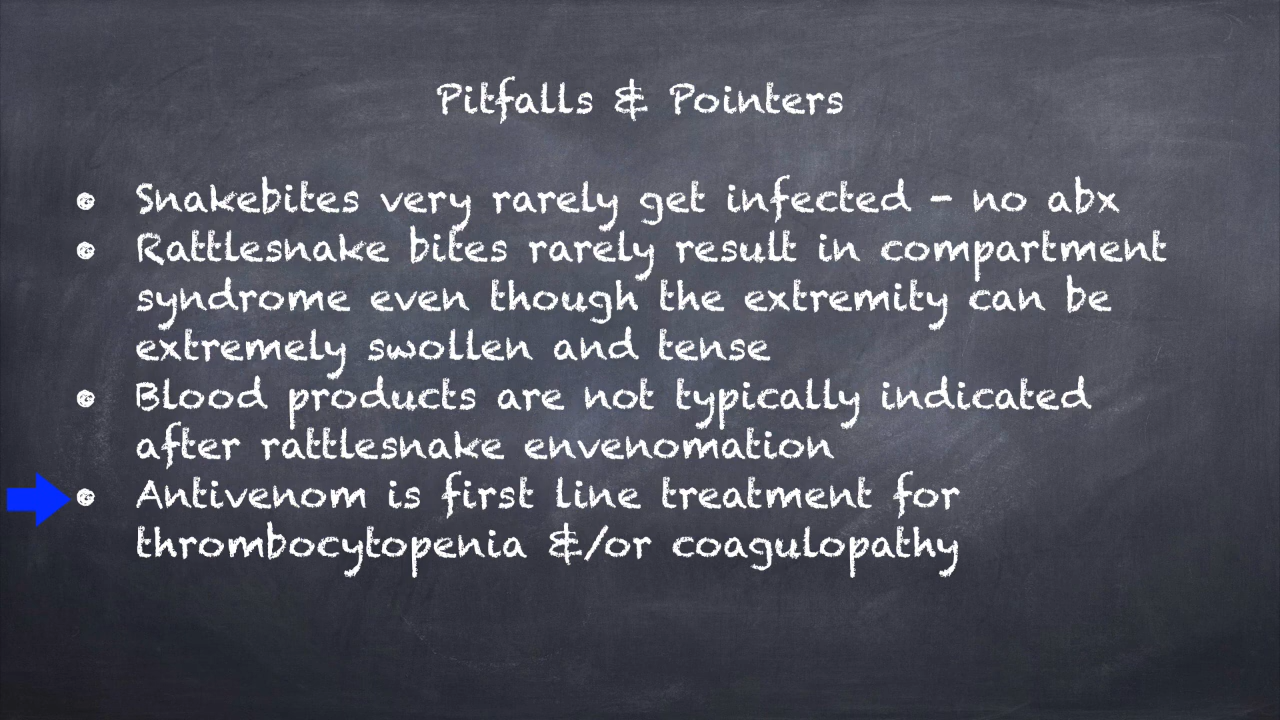 Pitfalls & Pointers
• Snakebites very rarely get infected - no abx
• Rattlesnake bites rarely result in compartment
syndrome even though the extremity can be
extremely swollen and tense
• Blood products are not typically indicated
after rattlesnake envenomation
• Antivenom is first line treatment for
thrombocytopenia &/or coagulopathy